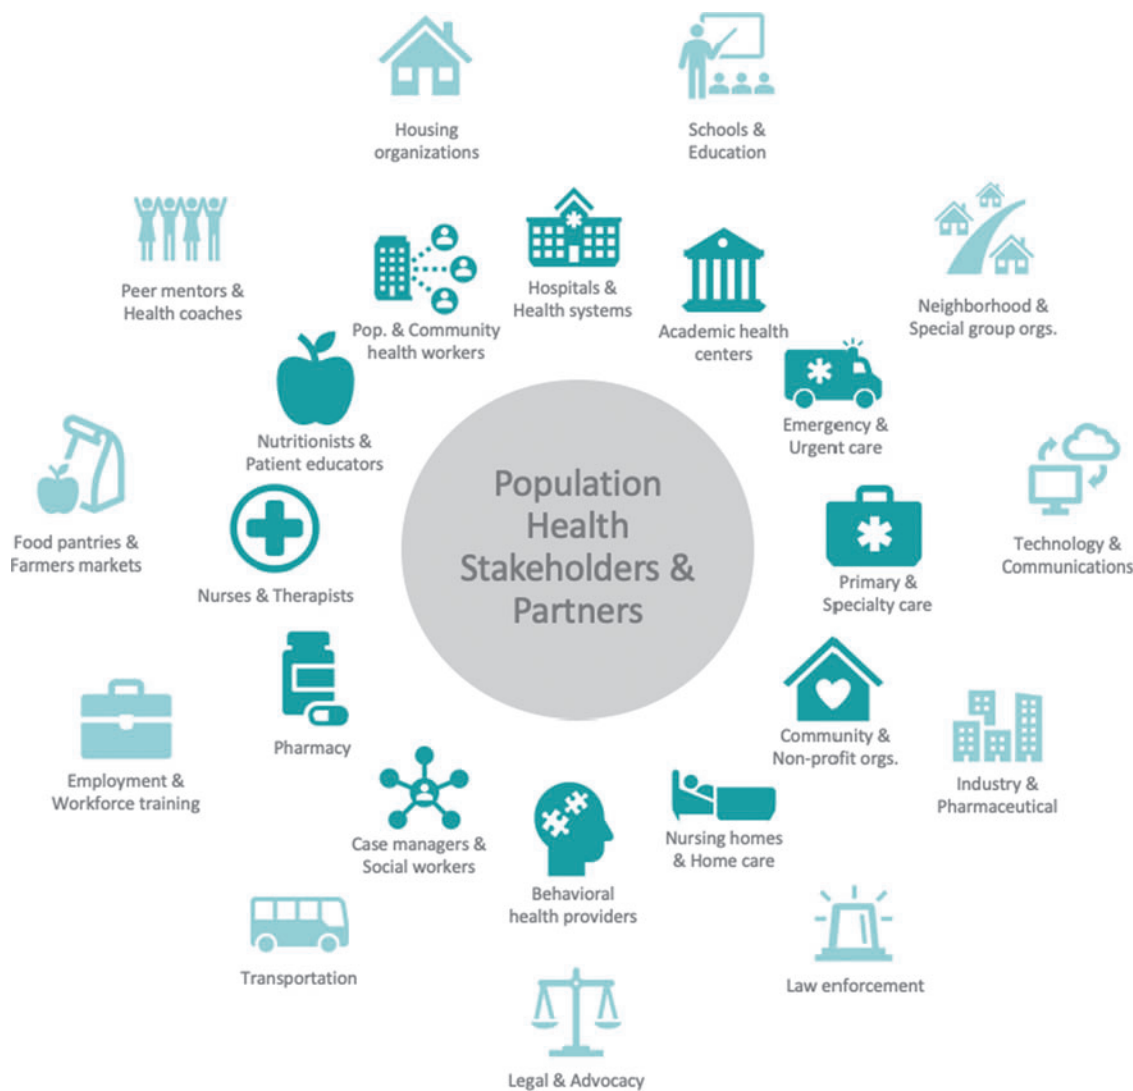 Housing
organizations
Schools &
Education
Peer mentors &
Health coaches
Pop. & Community
health workers
Hospitals &
Health systems
Academic health
centers
Neighborhood &
Special group orgs.
Nutritionists &
Patient educators
Emergency &
Urgent care
Population
Health
Stakeholders &
Partners
Food pantries &
Farmers markets
Nurses & Therapists
Primary &
Specialty care
Technology &
Communications
Pharmacy
Community &
Non-profit orgs.
Employment &
Workforce training
Industry &
Pharmaceutical
Case managers &
Social workers
Behavioral
health providers
Nursing homes
& Home care
Transportation
Law enforcement
Legal & Advocacy